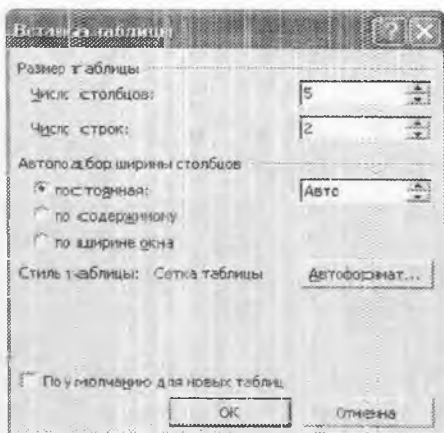 Вставка таблицы
Размер таблицы
Число столбцов: 5
Число строк: 2
Автоподбор ширины столбцов
постоянная: Авто
по содержимому
по ширине окна
Стиль таблицы: Сетка таблицы Автоформат...
По умолчанию для новых таблиц
ОК Отмена